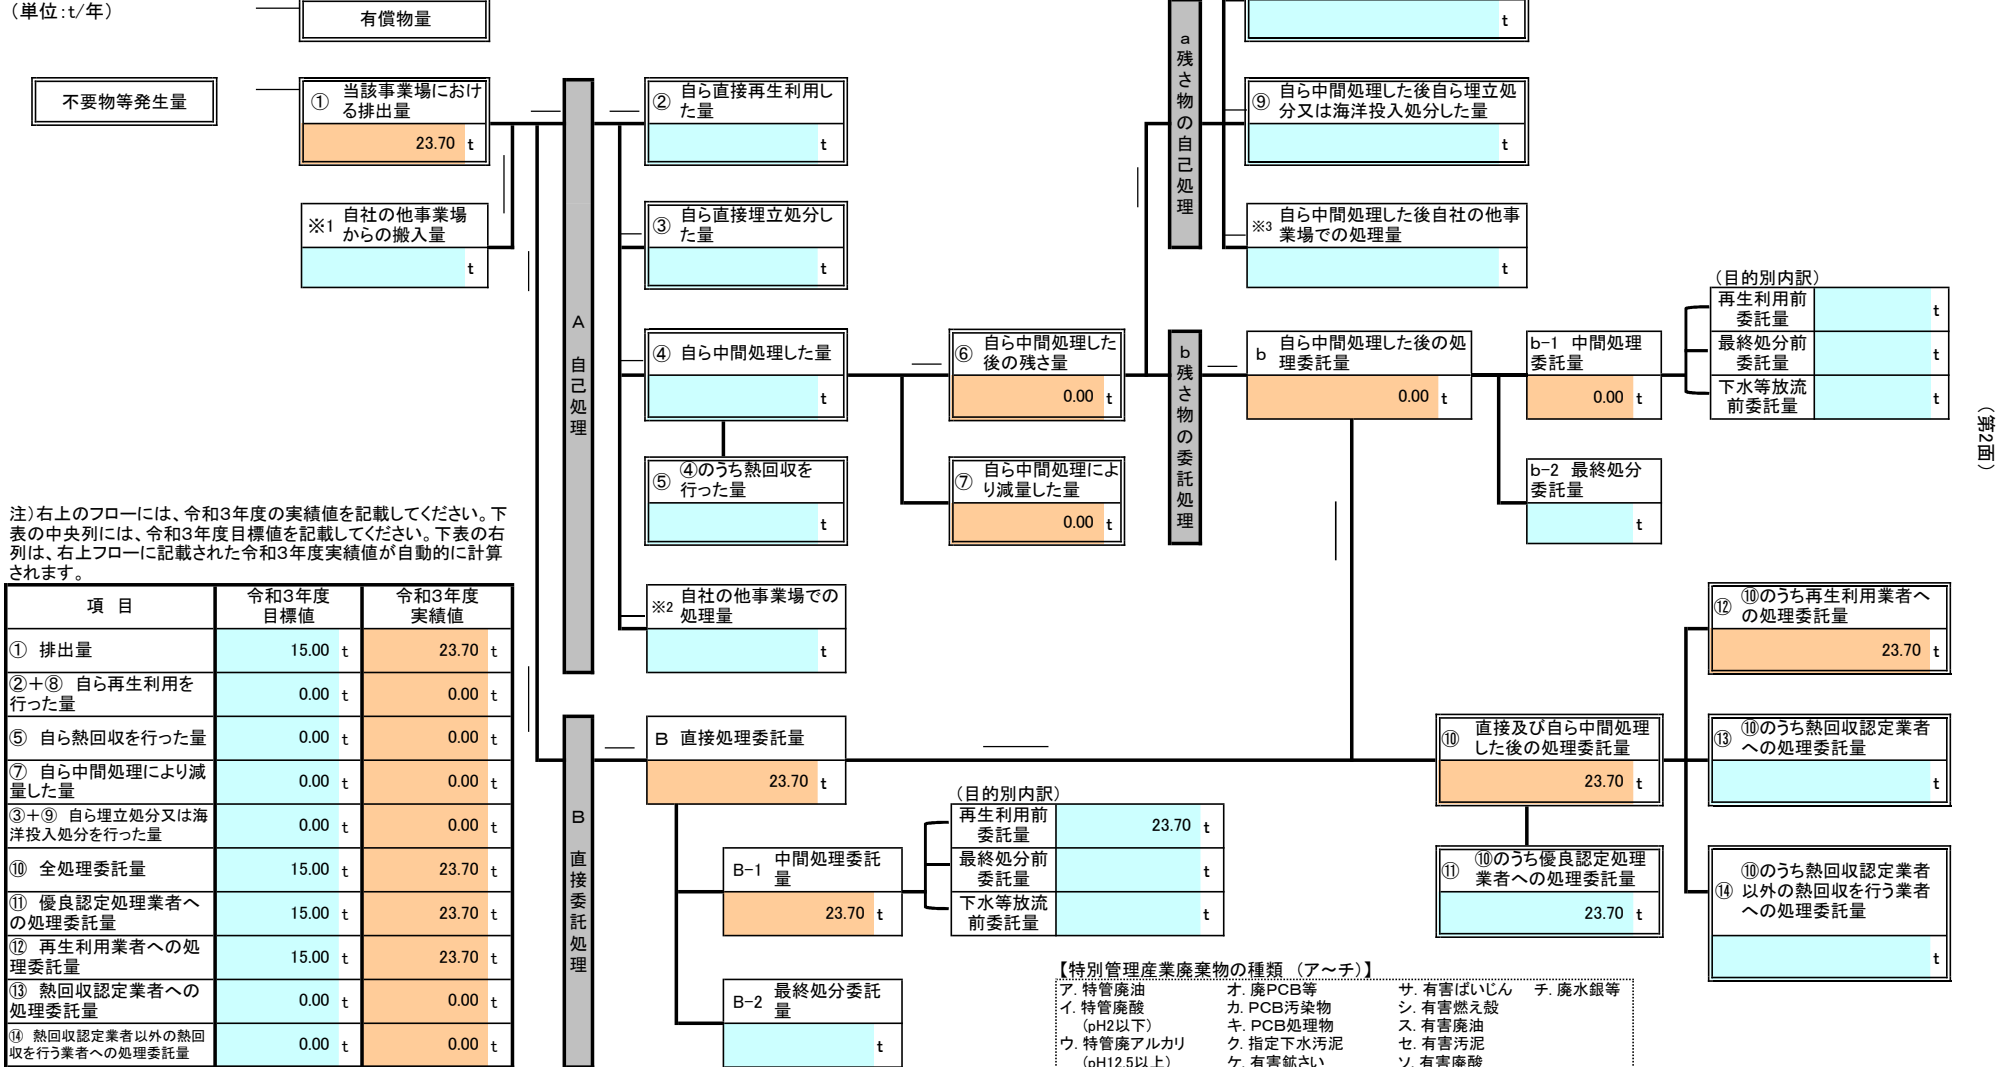 （単位：t/年）
有償物量
t
不要物等発生量
① 当該事業場におけ
る排出量
23.70 t
※1 自社の他事業場
からの搬入量
t
A 自己処理
② 自ら直接再生利用し
た量
t
③ 自ら直接埋立処分し
た量
t
④ 自ら中間処理した量
t
⑤ ④のうち熱回収を
行った量
t
※2 自社の他事業場での
処理量
t
⑥ 自ら中間処理した
後の残さ量
0.00 t
⑦ 自ら中間処理によ
り減量した量
0.00 t
a 残さ物の自己処理
⑨ 自ら中間処理した後自ら埋立処
分又は海洋投入処分した量
t
※3 自ら中間処理した後自社の他事
業場での処理量
t
b 残さ物の委託処理
b 自ら中間処理した後の処
理委託量
0.00 t
b-1 中間処理
委託量
0.00 t
b-2 最終処分
委託量
t
（目的別内訳）
再生利用前
委託量
t
最終処分前
委託量
t
下水等放流
前委託量
t
（第2面）
注）右上のフローには、令和3年度の実績値を記載してください。下
表の中央列には、令和3年度目標値を記載してください。下表の右
列は、右上フローに記載された令和3年度実績値が自動的に計算
されます。
項 目
令和3年度
目標値
令和3年度
実績値
① 排出量 15.00 t 23.70 t
②＋⑧ 自ら再生利用を
行った量 0.00 t 0.00 t
⑤ 自ら熱回収を行った量 0.00 t 0.00 t
⑦ 自ら中間処理により減
量した量 0.00 t 0.00 t
③＋⑨ 自ら埋立処分又は海
洋投入処分を行った量 0.00 t 0.00 t
⑩ 全処理委託量 15.00 t 23.70 t
⑪ 優良認定処理業者へ
の処理委託量 15.00 t 23.70 t
⑫ 再生利用業者への処
理委託量 15.00 t 23.70 t
⑬ 熱回収認定業者への
処理委託量 0.00 t 0.00 t
⑭ 熱回収認定業者以外の熱回
収を行う業者への処理委託量 0.00 t 0.00 t
B 直接委託処理
B 直接処理委託量
23.70 t
B-1 中間処理委託
量
23.70 t
B-2 最終処分委託
量
t
（目的別内訳）
再生利用前
委託量
23.70 t
最終処分前
委託量
t
下水等放流
前委託量
t
⑩ 直接及び自ら中間処理
した後の処理委託量
23.70 t
⑪ ⑩のうち優良認定処理
業者への処理委託量
23.70 t
⑫ ⑩のうち再生利用業者へ
の処理委託量
23.70 t
⑬ ⑩のうち熱回収認定業者
への処理委託量
t
⑭ ⑩のうち熱回収認定業者
以外の熱回収を行う業者
への処理委託量
t
【特別管理産業廃棄物の種類 （ア～チ）】
ア. 特管廃油 オ. 廃PCB等 サ. 有害ばいじん チ. 廃水銀等
イ. 特管廃酸 カ. PCB汚染物 シ. 有害燃え殻
（pH2以下） キ. PCB処理物 ス. 有害廃油
ウ. 特管廃アルカリ ク. 指定下水汚泥 セ. 有害汚泥
（pH12.5以上） ケ. 有害鉱さい ソ. 有害廃酸